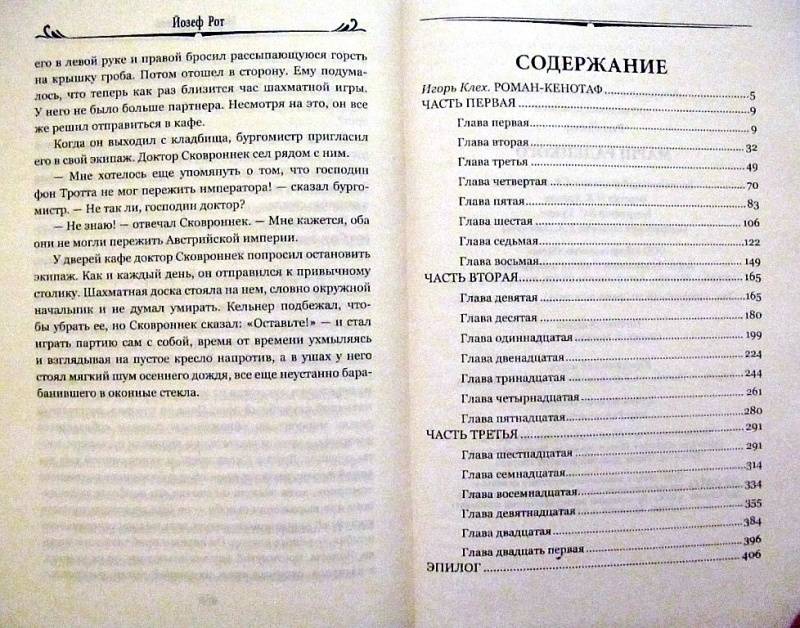 Йозеф Рот
его в левой руке и правой бросил рассыпающуюся горсть
на крышку гроба. Потом отошел в сторону. Ему подума-
лось, что теперь как раз близится час шахматной игры.
У него не было больше партнера. Несмотря на это, он все
же решил отправиться в кафе.
Когда он выходил с кладбища, бургомистр пригласил
его в свой экипаж. Доктор Сковроннек сел рядом с ним.
— Мне хотелось еще упомянуть о том, что господин
фон Тротта не мог пережить императора! — сказал бурго-
мистр. — Не так ли, господин доктор?
— Не знаю! — отвечал Сковроннек. — Мне кажется, оба
они не могли пережить Австрийской империи.
У дверей кафе доктор Сковроннек попросил остановить
экипаж. Как и каждый день, он отправился к привычному
столику. Шахматная доска стояла на нем, словно окружной
начальник и не думал умирать. Кельнер подбежал, что-
бы убрать ее, но Сковроннек сказал: «Оставьте!» — и стал
играть партию сам с собой, время от времени ухмыляясь
и взглядывая на пустое кресло напротив, а в ушах у него
стоял мягкий шум осеннего дождя, все еще неустанно бара-
банившего в оконные стекла.
СОДЕРЖАНИЕ
Игорь Клех. РОМАН-КЕНОТАФ 5
ЧАСТЬ ПЕРВАЯ 9
Глава первая 9
Глава вторая 32
Глава третья 49
Глава четвертая 70
Глава пятая 83
Глава шестая 106
Глава седьмая 122
Глава восьмая 149
ЧАСТЬ ВТОРАЯ 165
Глава девятая 165
Глава десятая 180
Глава одиннадцатая 199
Глава двенадцатая 224
Глава тринадцатая 244
Глава четырнадцатая 261
Глава пятнадцатая 280
ЧАСТЬ ТРЕТЬЯ 291
Глава шестнадцатая 291
Глава семнадцатая 314
Глава восемнадцатая 334
Глава девятнадцатая 355
Глава двадцатая 384
Глава двадцать первая 396
ЭПИЛОГ 406